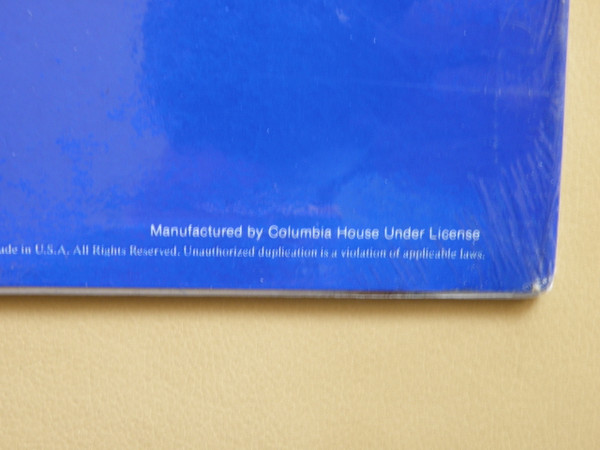 Manufactured by Columbia House Under License
ade in U.S.A. All Rights Reserved. Unauthorized duplication is a violation of applicable laws.